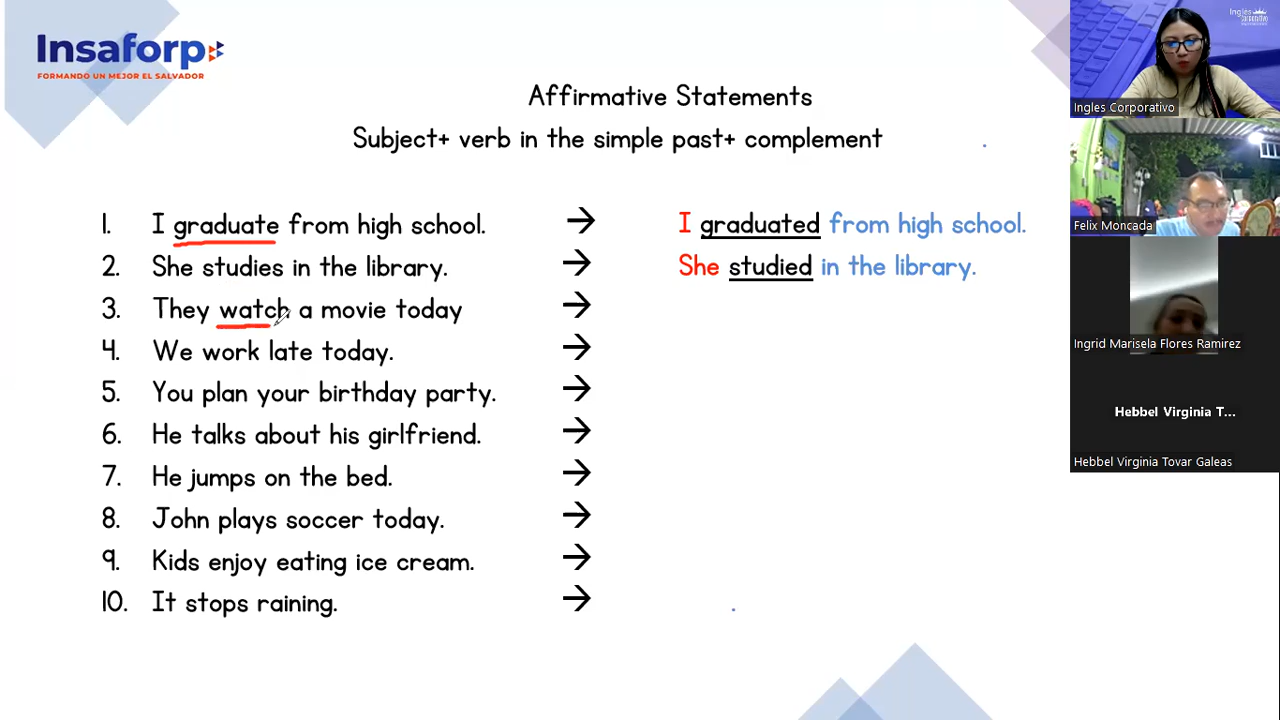 Insaforp
FORMANDO UN MEJOR EL SALVADOR
Affirmative Statements
Subject+ verb in the simple past+ complement
1. I graduate from high school. → I graduated from high school.
2. She studies in the library. → She studied in the library.
3. They watch a movie today →
4. We work late today. →
5. You plan your birthday party. →
6. He talks about his girlfriend. →
7. He jumps on the bed. →
8. John plays soccer today. →
9. Kids enjoy eating ice cream. →
10. It stops raining. →
Ingles
Corporativo
Ingles Corporativo
Felix Moncada
Ingrid Marisela Flores Ramirez
Hebbel Virginia T...
Hebbel Virginia Tovar Galeas